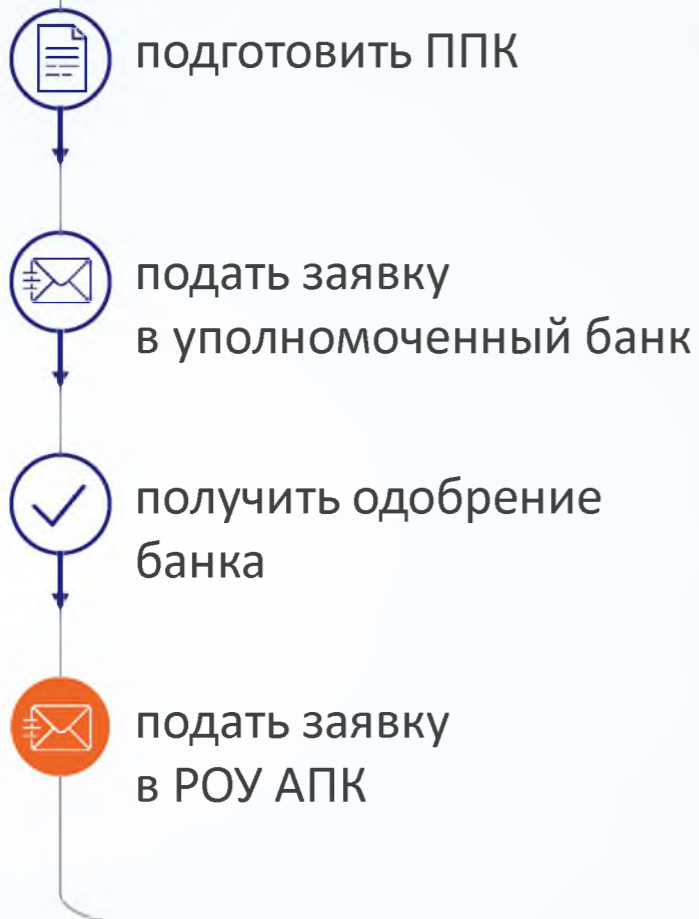 подготовить ППК
подать заявку
в уполномоченный банк
получить одобрение
банка
подать заявку
в РОУ АПК